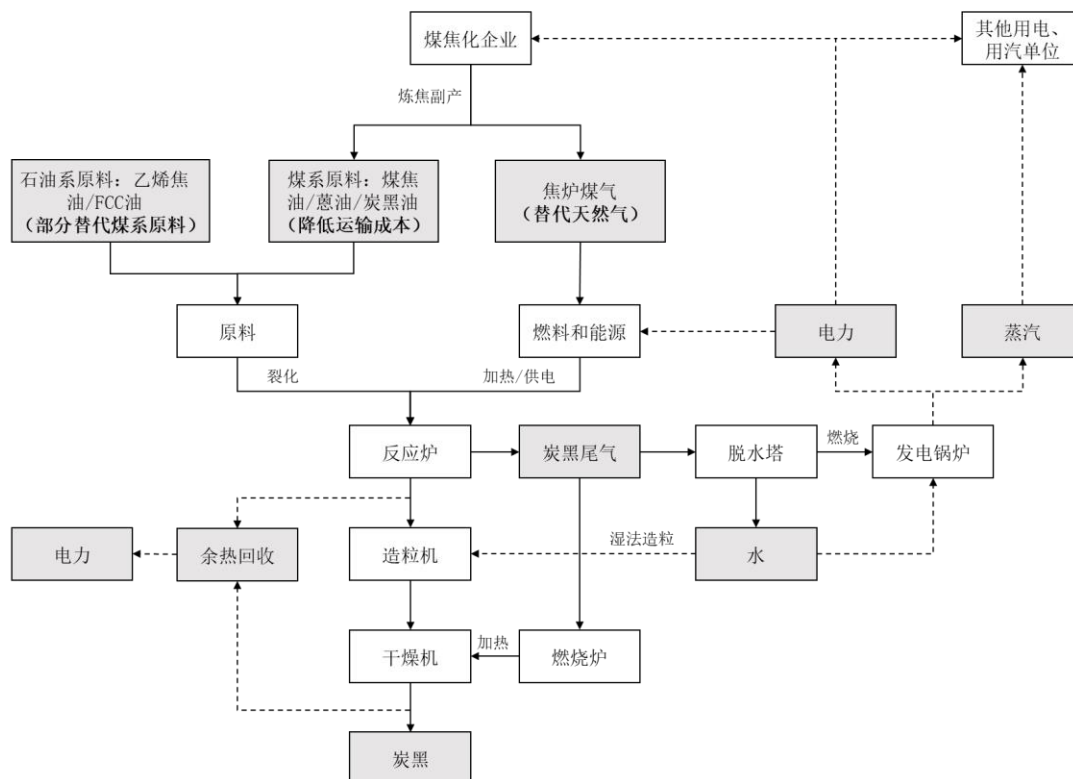 煤焦化企业
其他用电、
用汽单位
炼焦副产
石油系原料：乙烯焦
油/FCC油
（部分替代煤系原料）
煤系原料：煤焦
油/蒽油/炭黑油
（降低运输成本）
焦炉煤气
（替代天然气）
原料
燃料和能源
电力
蒸汽
裂化
加热/供电
反应炉
炭黑尾气
脱水塔
燃烧
发电锅炉
电力
余热回收
造粒机
湿法造粒
水
干燥机
加热
燃烧炉
炭黑